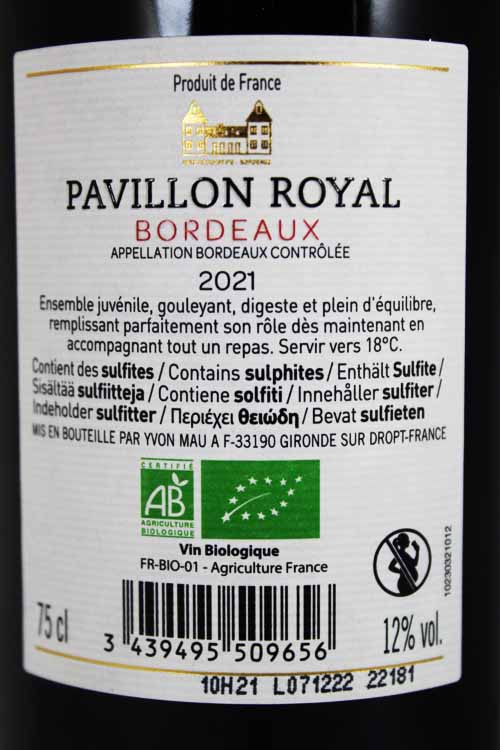 Produit de France
PAVILLON ROYAL
BORDEAUX
APPELLATION BORDEAUX CONTRÔLÉE
2021
Ensemble juvénile, gouleyant, digeste et plein d'équilibre,
remplissant parfaitement son rôle dès maintenant en
accompagnant tout un repas. Servir vers 18°C.
Contient des sulfites / Contains sulphites / Enthält Sulfite /
Sisältää sulfiitteja / Contiene solfiti / Innehåller sulfiter /
Indeholder sulfitter / Περιέχει θειώδη / Bevat sulfieten
MIS EN BOUTEILLE PAR YVON MAU A F-33190 GIRONDE SUR DROPT-FRANCE
CERTIFIÉ
AB
AGRICULTURE
BIOLOGIQUE
Vin Biologique
FR-BIO-01 - Agriculture France
10230321012
75 cl
3 439495 509656
12% vol.
10H21 L071222 22181